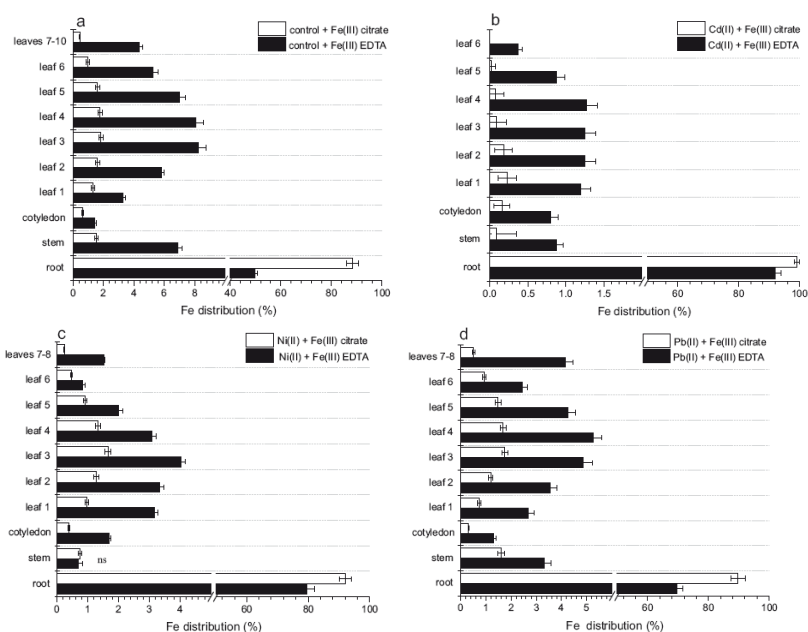 a
control + Fe(III) citrate
control + Fe(III) EDTA
leaves 7-10
leaf 6
leaf 5
leaf 4
leaf 3
leaf 2
leaf 1
cotyledon
stem
root
0 2 4 6 8 40 60 80 100
Fe distribution (%)
b
Cd(II) + Fe(III) citrate
Cd(II) + Fe(III) EDTA
leaf 6
leaf 5
leaf 4
leaf 3
leaf 2
leaf 1
cotyledon
stem
root
0.0 0.5 1.0 1.5 60 80 100
Fe distribution (%)
c
Ni(II) + Fe(III) citrate
Ni(II) + Fe(III) EDTA
leaves 7-8
leaf 6
leaf 5
leaf 4
leaf 3
leaf 2
leaf 1
cotyledon
stem
ns
root
0 1 2 3 4 60 80 100
Fe distribution (%)
d
Pb(II) + Fe(III) citrate
Pb(II) + Fe(III) EDTA
leaves 7-8
leaf 6
leaf 5
leaf 4
leaf 3
leaf 2
leaf 1
cotyledon
stem
root
0 1 2 3 4 5 60 80 100
Fe distribution (%)